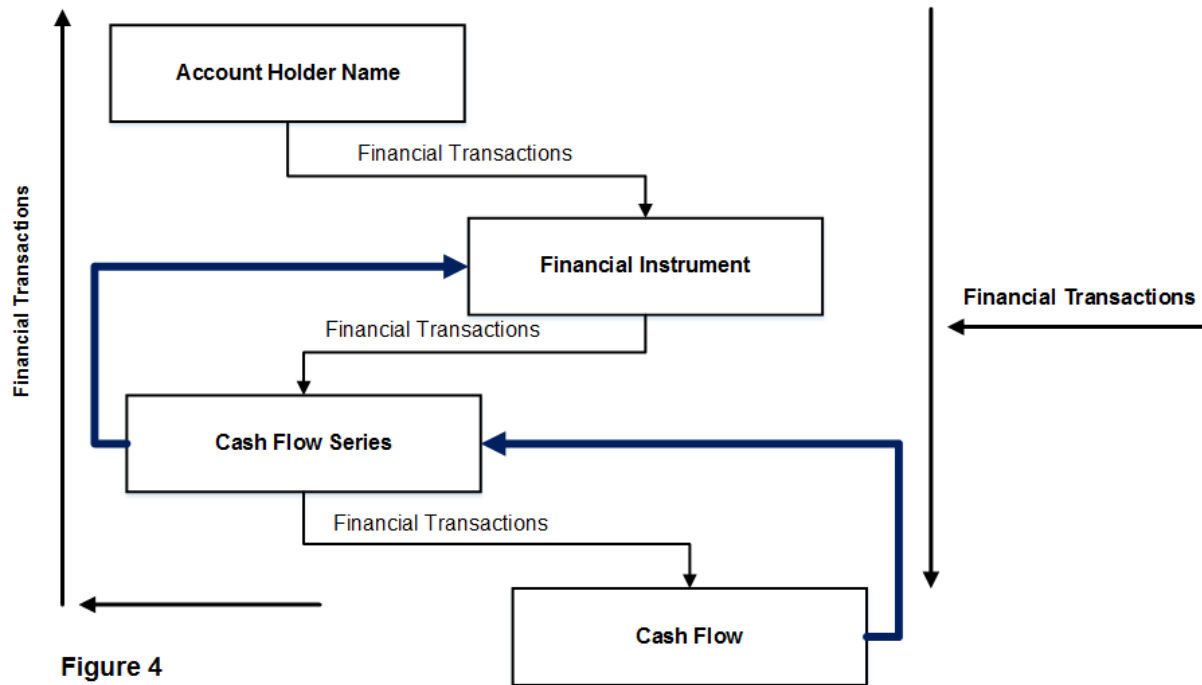 Account Holder Name
Financial Transactions
Financial Transactions
Financial Instrument
Financial Transactions
Financial Transactions
Cash Flow Series
Financial Transactions
Cash Flow
Figure 4